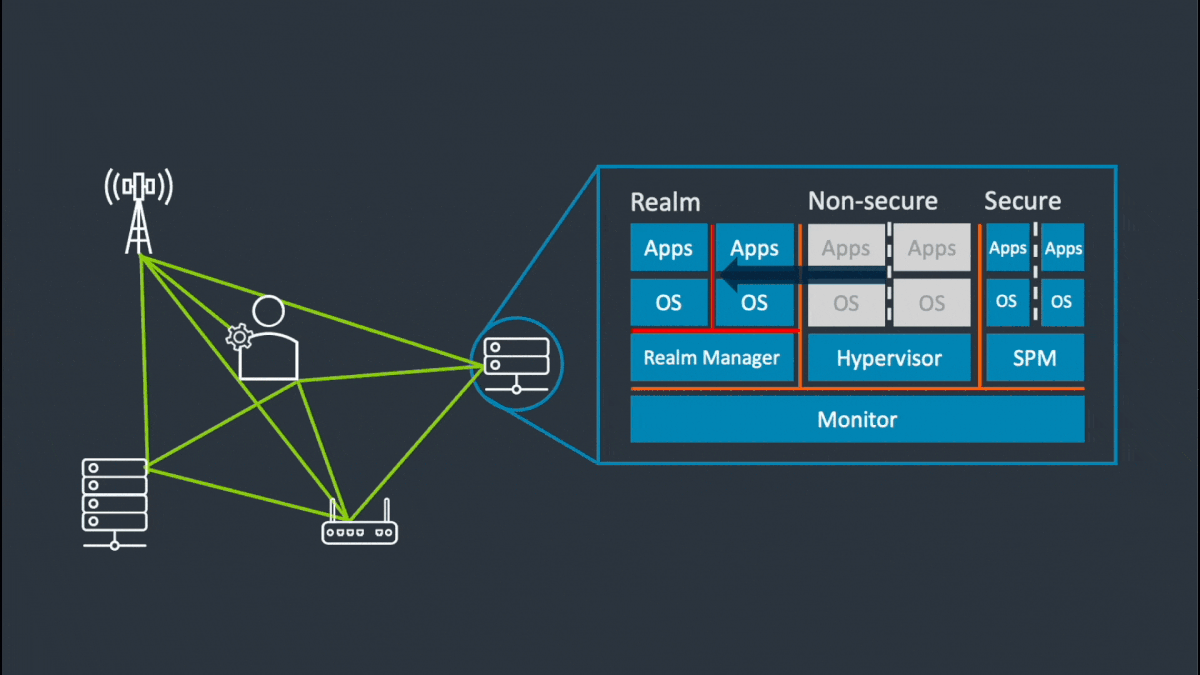 Realm Non-secure Secure
Apps Apps Apps Apps Apps Apps
OS OS OS OS OS OS
Realm Manager Hypervisor SPM
Monitor